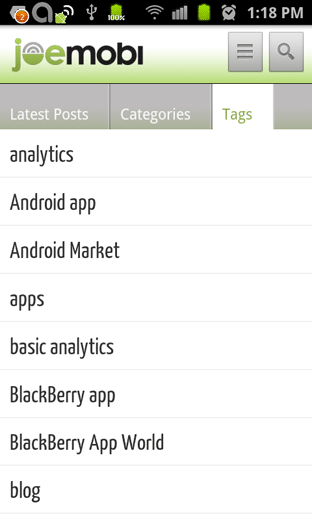 2
100%
1:18 PM
joemobi
Latest Posts
Categories
Tags
analytics
Android app
Android Market
apps
basic analytics
BlackBerry app
BlackBerry App World
blog